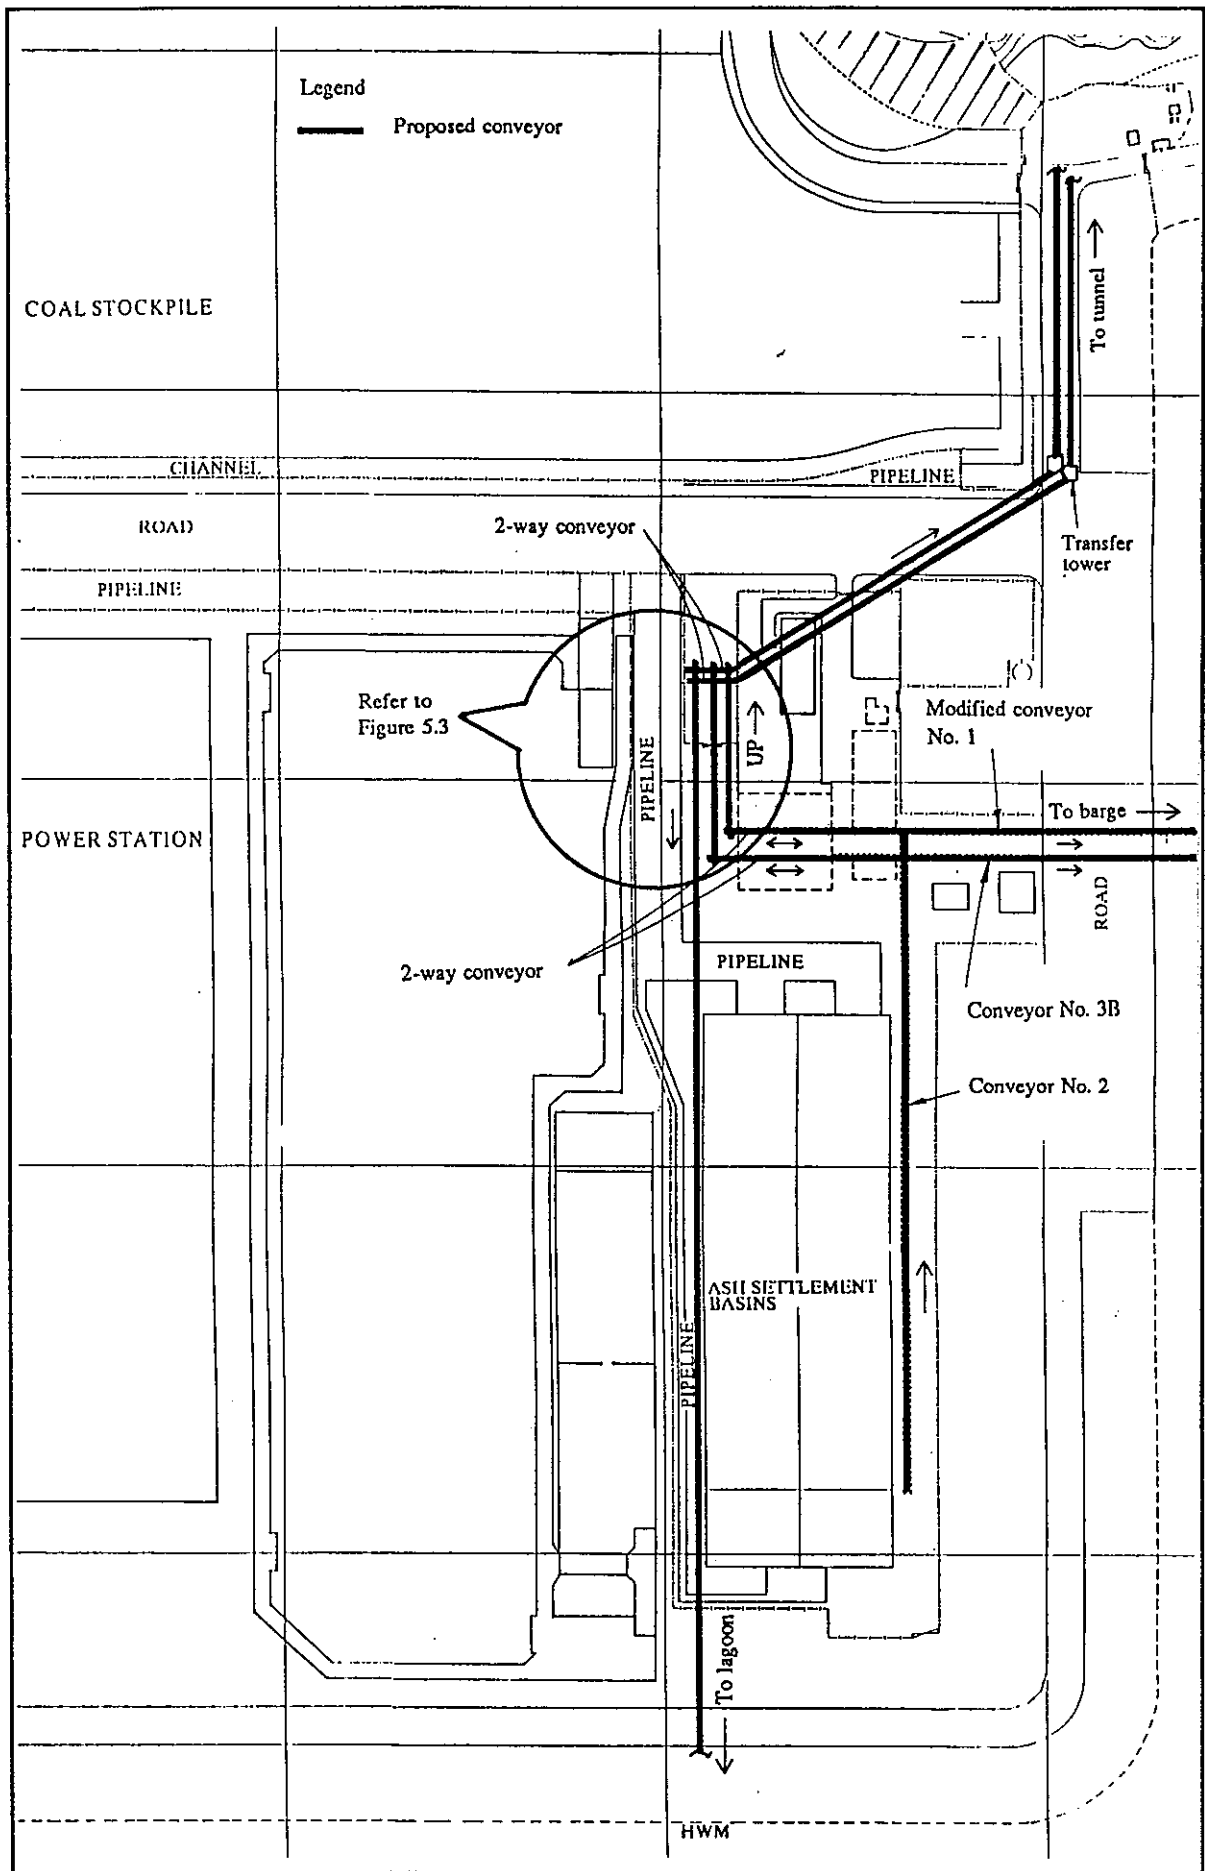 Legend
Proposed conveyor
COAL STOCKPILE
To tunnel
CHANNEL
PIPELINE
ROAD
2-way conveyor
Transfer
tower
PIPELINE
Refer to
Figure 5.3
PIPELINE
UP
Modified conveyor
No. 1
To barge
POWER STATION
ROAD
2-way conveyor
PIPELINE
Conveyor No. 3B
Conveyor No. 2
ASH SETTLEMENT
BASINS
PIPELINE
To lagoon
HWM